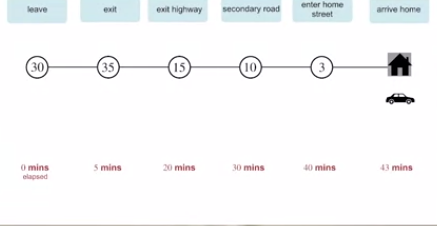 leave
exit
exit highway
secondary road
enter home
street
arrive home
30
35
15
10
3
0 mins
elapsed
5 mins
20 mins
30 mins
40 mins
43 mins